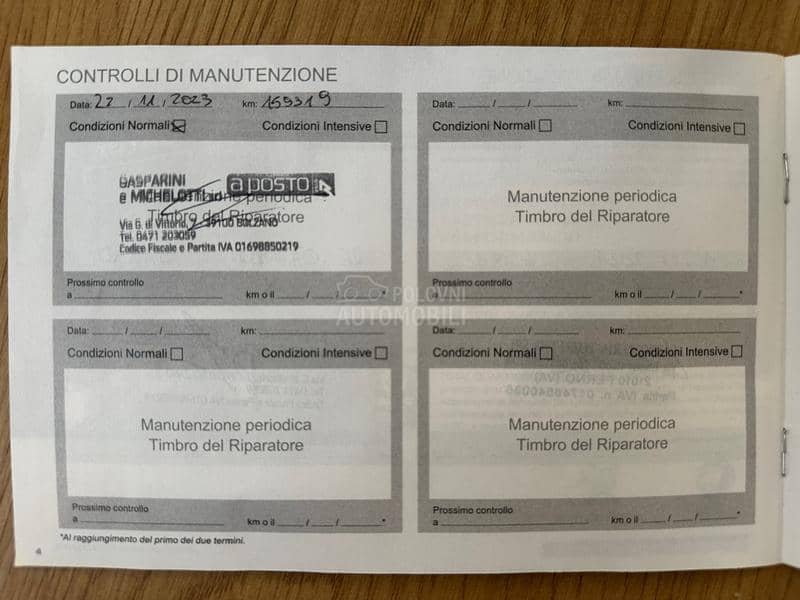 CONTROLLI DI MANUTENZIONE
Data: 22 / 11 / 2023 km: 159319
Condizioni Normali Condizioni Intensive
GASPARINI
e MICHELOTTI a posto
Manutenzione periodica
Timbro del Riparatore
Via G. di Vittorio, 39100 BOLZANO
Tel. 0471 203059
Codice Fiscale e Partita IVA 01698850219
Prossimo controllo
a km o il / / *
Data: / / km:
Condizioni Normali Condizioni Intensive
Manutenzione periodica
Timbro del Riparatore
Prossimo controllo
a km o il / / *
POLOVNI
AUTOMOBILI
Data: / / km:
Condizioni Normali Condizioni Intensive
Manutenzione periodica
Timbro del Riparatore
Prossimo controllo
a km o il / / *
Data: / / km:
Condizioni Normali Condizioni Intensive
Manutenzione periodica
Timbro del Riparatore
Prossimo controllo
a km o il / / *
*Al raggiungimento del primo dei due termini.
4